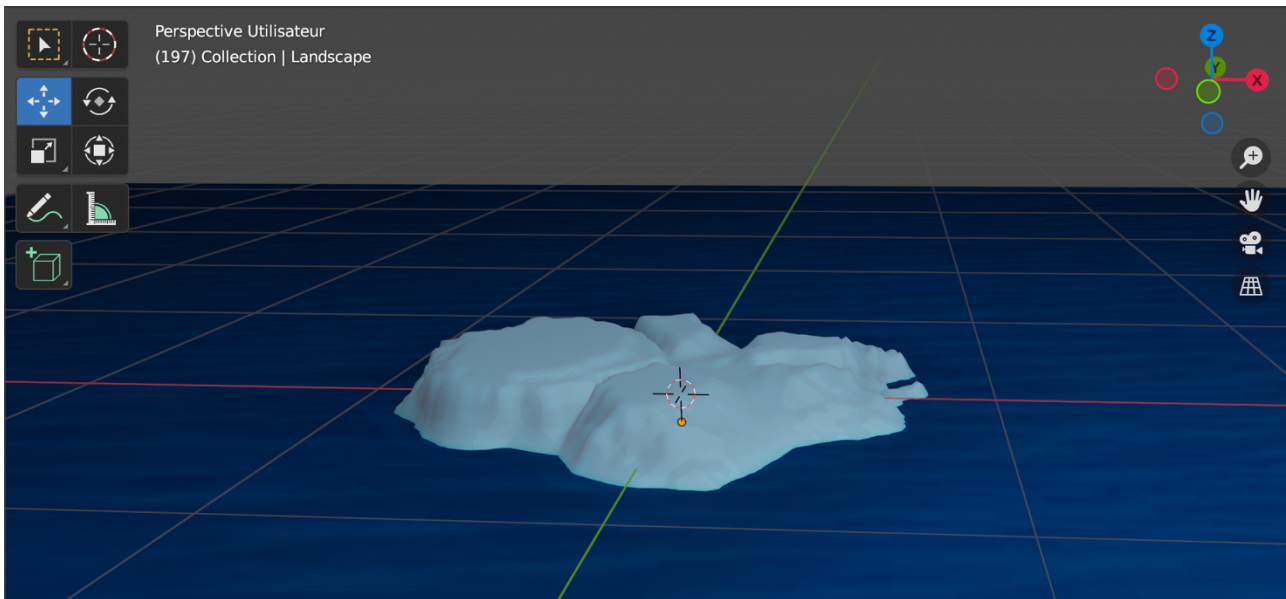 Perspective Utilisateur
(197) Collection | Landscape
Z
Y
X